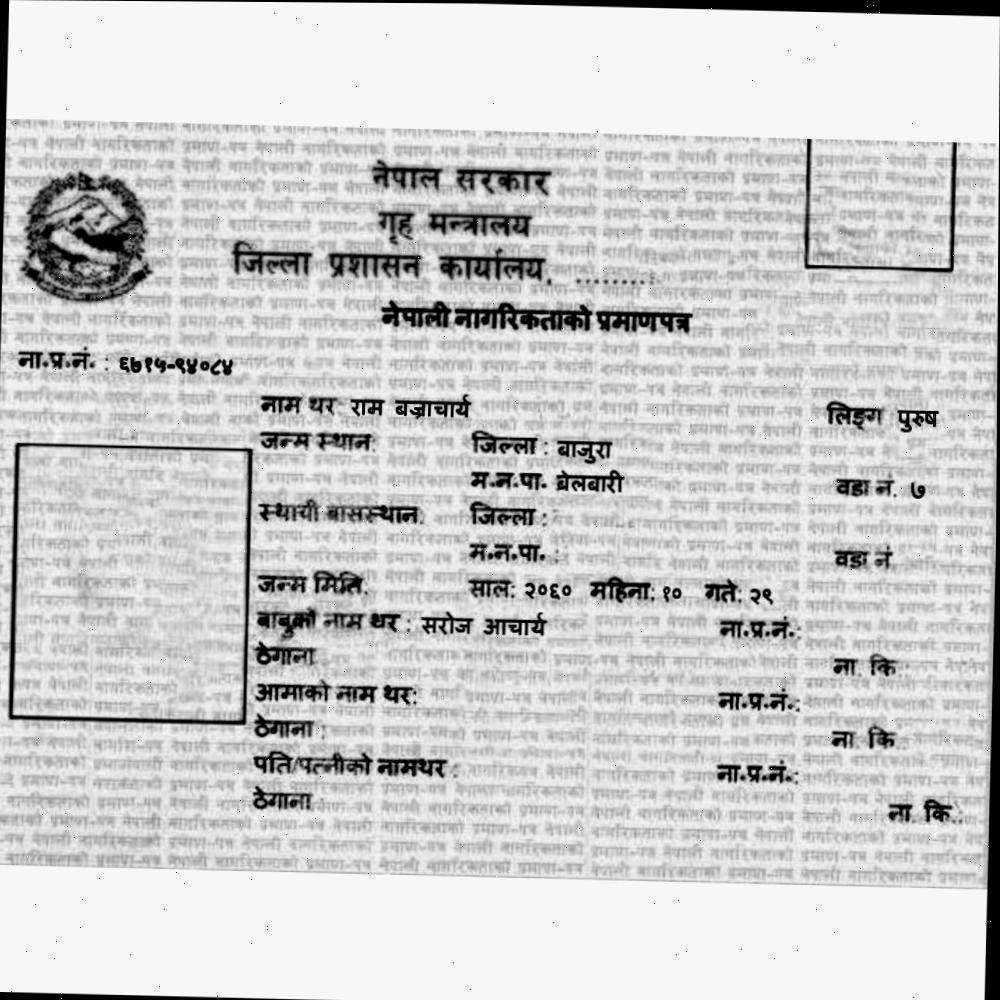 नेपाल सरकार
गृह मन्त्रालय
जिल्ला प्रशासन कार्यालय, ..........
नेपाली नागरिकताको प्रमाणपत्र
ना.प्र.नं. : ६७१५-९४०८४
नाम थर राम बज्राचार्य लिङ्ग पुरुष
जन्म स्थान: जिल्ला : बाजुरा
म.न.पा. ब्रेलबारी वडा नं. ७
स्थायी बासस्थान: जिल्ला :
म.न.पा. : वडा नं
जन्म मिति: साल: २०६० महिना: १० गते: २९
बाबुको नाम थर : सरोज आचार्य ना.प्र.नं.:
ठेगाना ना. कि.:
आमाको नाम थर: ना.प्र.नं.:
ठेगाना : ना. कि.
पति/पत्नीको नामथर : ना.प्र.नं.:
ठेगाना ना. कि.: